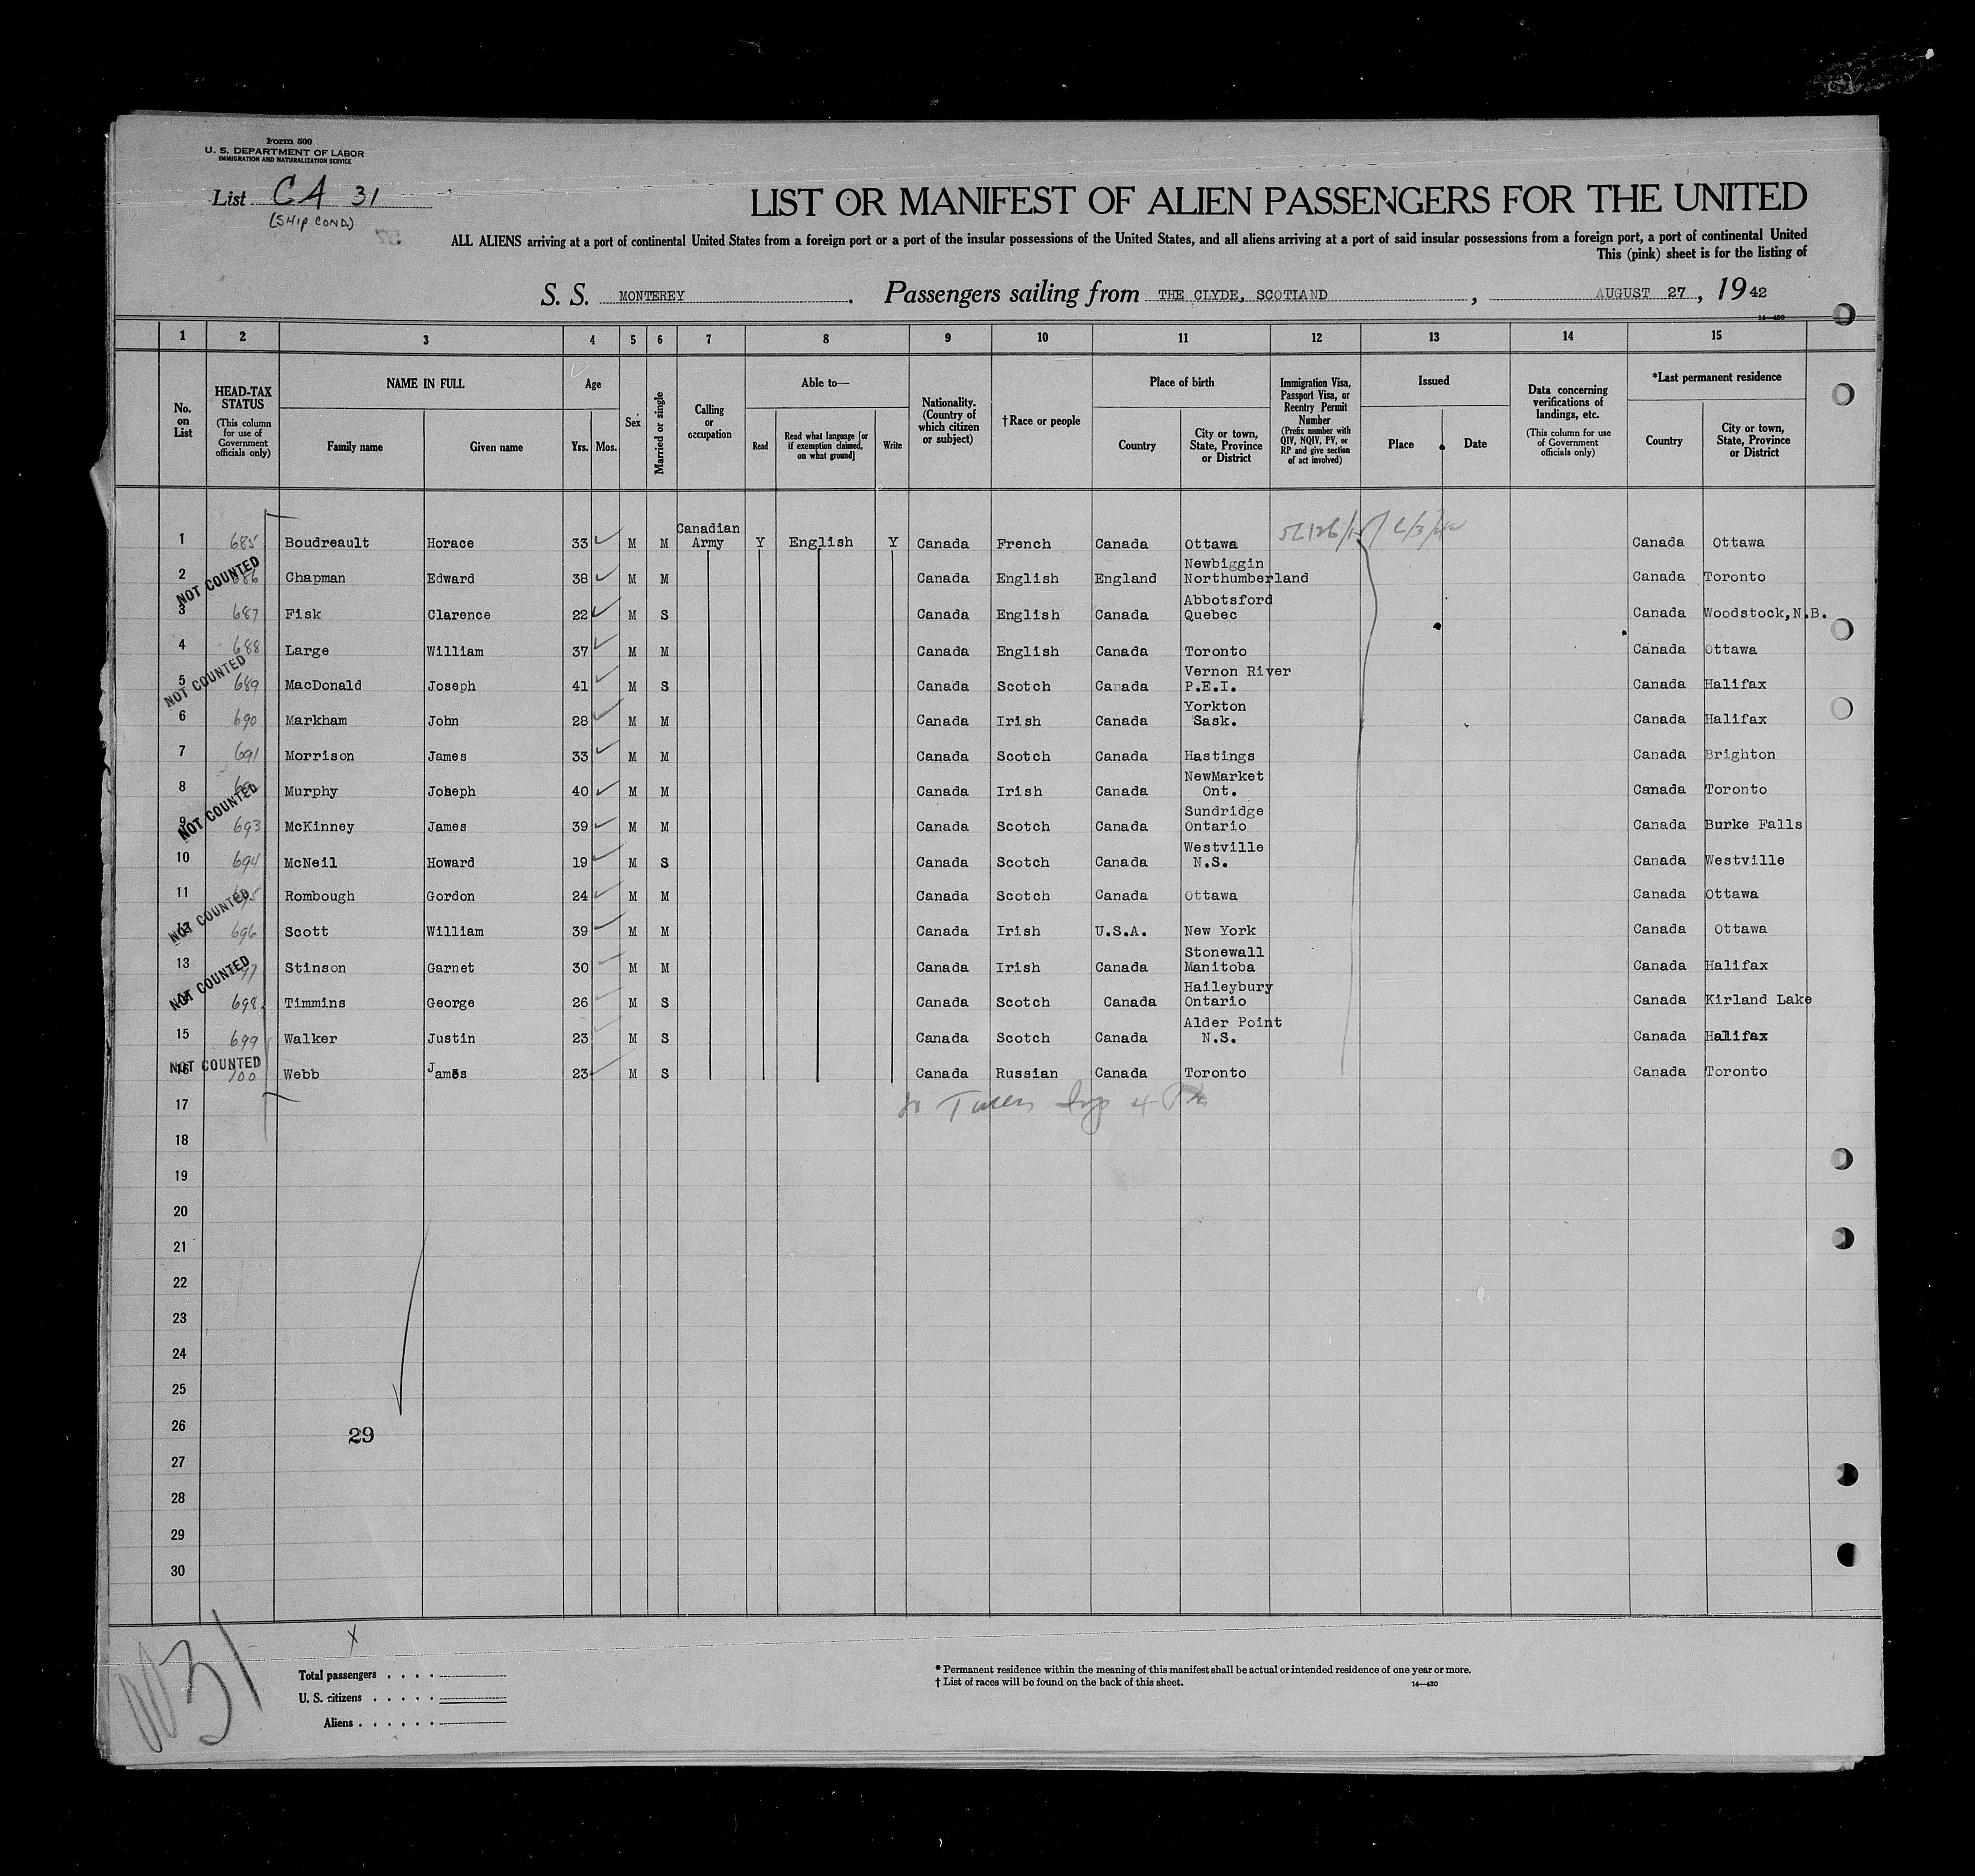 Form 500
U. S. DEPARTMENT OF LABOR
IMMIGRATION AND NATURALIZATION SERVICE
List CA 31
(SHIP COND)
LIST OR MANIFEST OF ALIEN PASSENGERS FOR THE UNITED
ALL ALIENS arriving at a port of continental United States from a foreign port or a port of the insular possessions of the United States, and all aliens arriving at a port of said insular possessions from a foreign port, a port of continental United
This (pink) sheet is for the listing of
S. S. MONTEREY. Passengers sailing from THE CLYDE, SCOTLAND, AUGUST 27, 1942
14—430
1 2 3 4 5 6 7 8 9 10 11 12 13 14 15
No. on List
HEAD-TAX STATUS
(This column for use of Government officials only)
NAME IN FULL
Family name Given name
Age
Yrs. Mos.
Sex
Married or single
Calling or occupation
Able to—
Read
Read what language [or if exemption claimed, on what ground]
Write
Nationality. (Country of which citizen or subject)
†Race or people
Place of birth
Country
City or town, State, Province or District
Immigration Visa, Passport Visa, or Reentry Permit Number
(Prefix number with QIV, NQIV, PV, or RP and give section of act involved)
Issued
Place Date
Data concerning verifications of landings, etc.
(This column for use of Government officials only)
*Last permanent residence
Country
City or town, State, Province or District
1 685 Boudreault Horace 33 M M Canadian Army Y English Y Canada French Canada Ottawa Canada Ottawa
2 686 NOT COUNTED Chapman Edward 38 M M Canada English England Newbiggin Northumberland Canada Toronto
3 687 Fisk Clarence 22 M S Canada English Canada Abbotsford Quebec Canada Woodstock,N.B.
4 688 Large William 37 M M Canada English Canada Toronto Canada Ottawa
5 689 NOT COUNTED MacDonald Joseph 41 M S Canada Scotch Canada Vernon River P.E.I. Canada Halifax
6 690 Markham John 28 M M Canada Irish Canada Yorkton Sask. Canada Halifax
7 691 Morrison James 33 M M Canada Scotch Canada Hastings Canada Brighton
8 Murphy Joheph 40 M M Canada Irish Canada NewMarket Ont. Canada Toronto
9 693 NOT COUNTED McKinney James 39 M M Canada Scotch Canada Sundridge Ontario Canada Burke Falls
10 694 McNeil Howard 19 M S Canada Scotch Canada Westville N.S. Canada Westville
11 Rombough Gordon 24 M M Canada Scotch Canada Ottawa Canada Ottawa
12 696 NOT COUNTED Scott William 39 M M Canada Irish U.S.A. New York Canada Ottawa
13 Stinson Garnet 30 M M Canada Irish Canada Stonewall Manitoba Canada Halifax
14 698 NOT COUNTED Timmins George 26 M S Canada Scotch Canada Haileybury Ontario Canada Kirland Lake
15 699 Walker Justin 23 M S Canada Scotch Canada Alder Point N.S. Canada Halifax
16 700 NOT COUNTED Webb James 23 M S Canada Russian Canada Toronto Canada Toronto
17
18
19
20
21
22
23
24
25
26
29
27
28
29
30
31
Total passengers
U. S. citizens
Aliens
* Permanent residence within the meaning of this manifest shall be actual or intended residence of one year or more.
† List of races will be found on the back of this sheet.
14—430